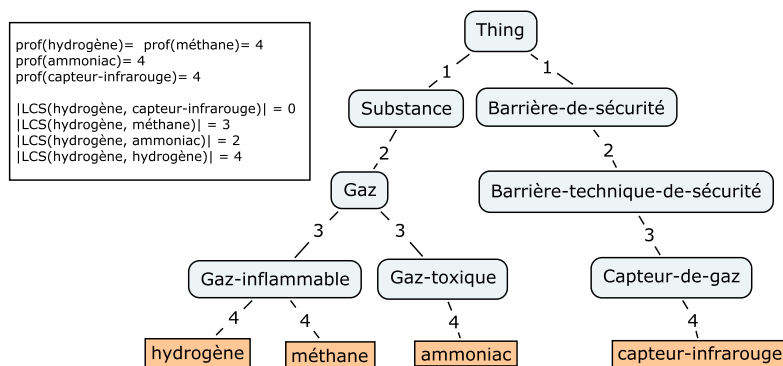 prof(hydrogène)= prof(méthane)= 4
prof(ammoniac)= 4
prof(capteur-infrarouge)= 4
|LCS(hydrogène, capteur-infrarouge)| = 0
|LCS(hydrogène, méthane)| = 3
|LCS(hydrogène, ammoniac)| = 2
|LCS(hydrogène, hydrogène)| = 4
Thing
1 1
Substance Barrière-de-sécurité
2 2
Gaz Barrière-technique-de-sécurité
3 3 3
Gaz-inflammable Gaz-toxique Capteur-de-gaz
4 4 4 4
hydrogène méthane ammoniac capteur-infrarouge